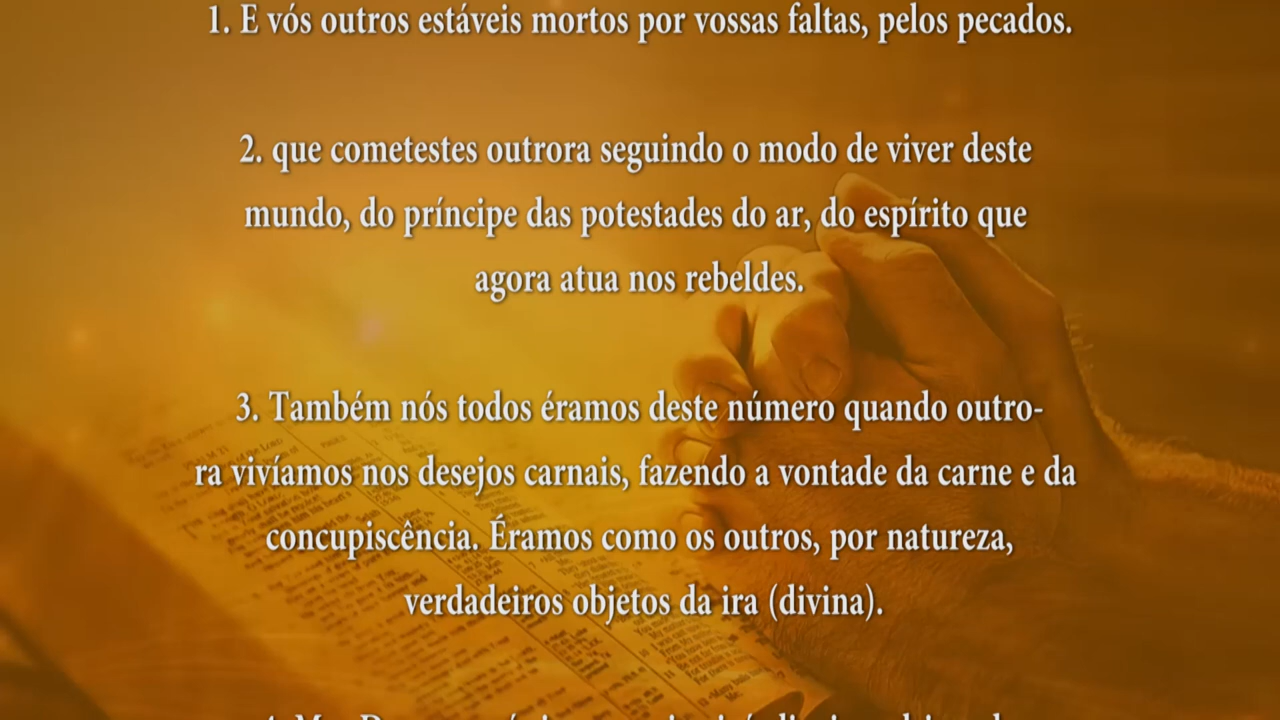 1. E vós outros estáveis mortos por vossas faltas, pelos pecados.
2. que cometestes outrora seguindo o modo de viver deste
mundo, do príncipe das potestades do ar, do espírito que
agora atua nos rebeldes.
3. Também nós todos éramos deste número quando outro-
ra vivíamos nos desejos carnais, fazendo a vontade da carne e da
concupiscência. Éramos como os outros, por natureza,
verdadeiros objetos da ira (divina).